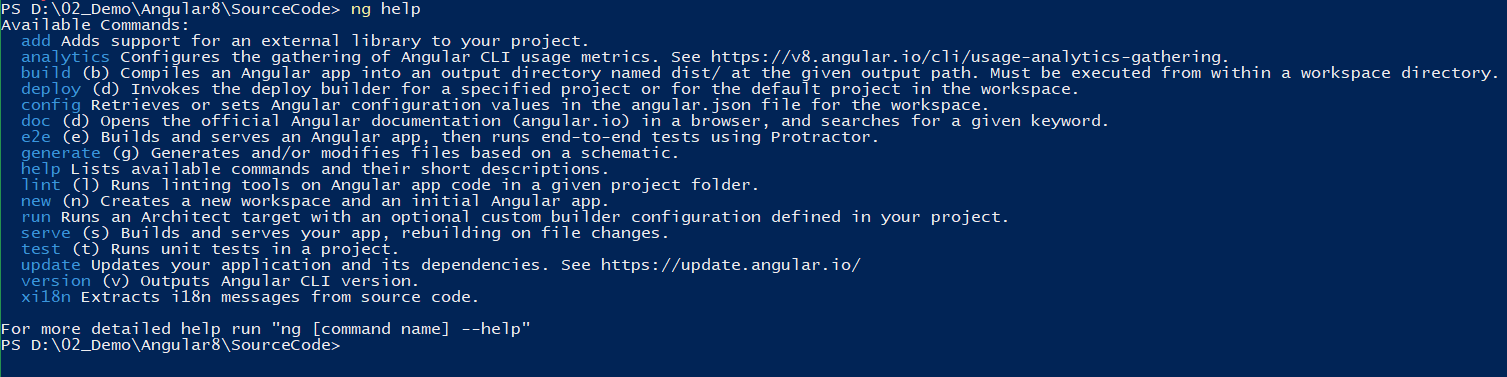 PS D:\02_Demo\Angular8\SourceCode> ng help
Available Commands:
  add Adds support for an external library to your project.
  analytics Configures the gathering of Angular CLI usage metrics. See https://v8.angular.io/cli/usage-analytics-gathering.
  build (b) Compiles an Angular app into an output directory named dist/ at the given output path. Must be executed from within a workspace directory.
  deploy (d) Invokes the deploy builder for a specified project or for the default project in the workspace.
  config Retrieves or sets Angular configuration values in the angular.json file for the workspace.
  doc (d) Opens the official Angular documentation (angular.io) in a browser, and searches for a given keyword.
  e2e (e) Builds and serves an Angular app, then runs end-to-end tests using Protractor.
  generate (g) Generates and/or modifies files based on a schematic.
  help Lists available commands and their short descriptions.
  lint (l) Runs linting tools on Angular app code in a given project folder.
  new (n) Creates a new workspace and an initial Angular app.
  run Runs an Architect target with an optional custom builder configuration defined in your project.
  serve (s) Builds and serves your app, rebuilding on file changes.
  test (t) Runs unit tests in a project.
  update Updates your application and its dependencies. See https://update.angular.io/
  version (v) Outputs Angular CLI version.
  xi18n Extracts i18n messages from source code.

For more detailed help run "ng [command name] --help"
PS D:\02_Demo\Angular8\SourceCode>